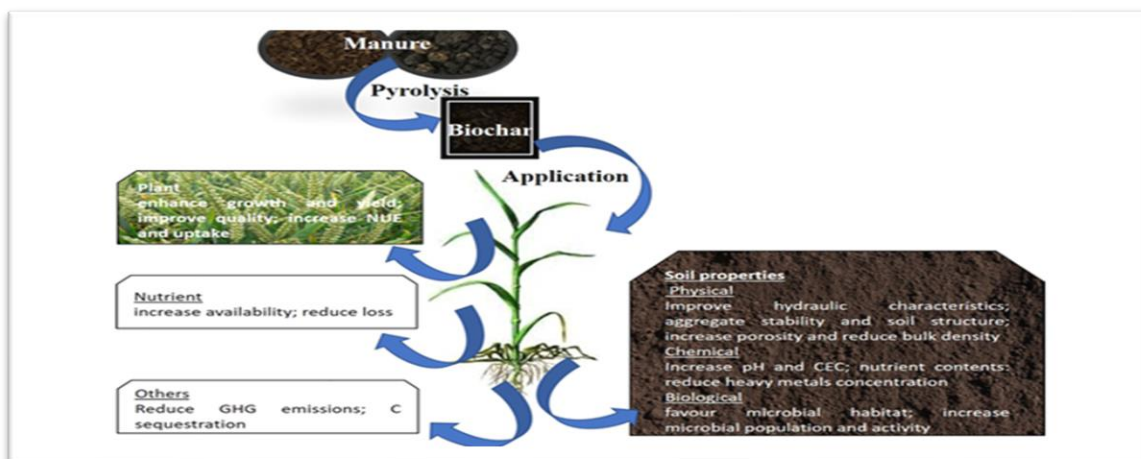 Manure
Pyrolysis
Biochar
Application
Plant
enhance growth and yield;
improve quality; increase NUE
and uptake
Nutrient
increase availability; reduce loss
Others
Reduce GHG emissions; C
sequestration
Soil properties
Physical
Improve hydraulic characteristics;
aggregate stability and soil structure;
increase porosity and reduce bulk density
Chemical
Increase pH and CEC; nutrient contents:
reduce heavy metals concentration
Biological
favour microbial habitat; increase
microbial population and activity